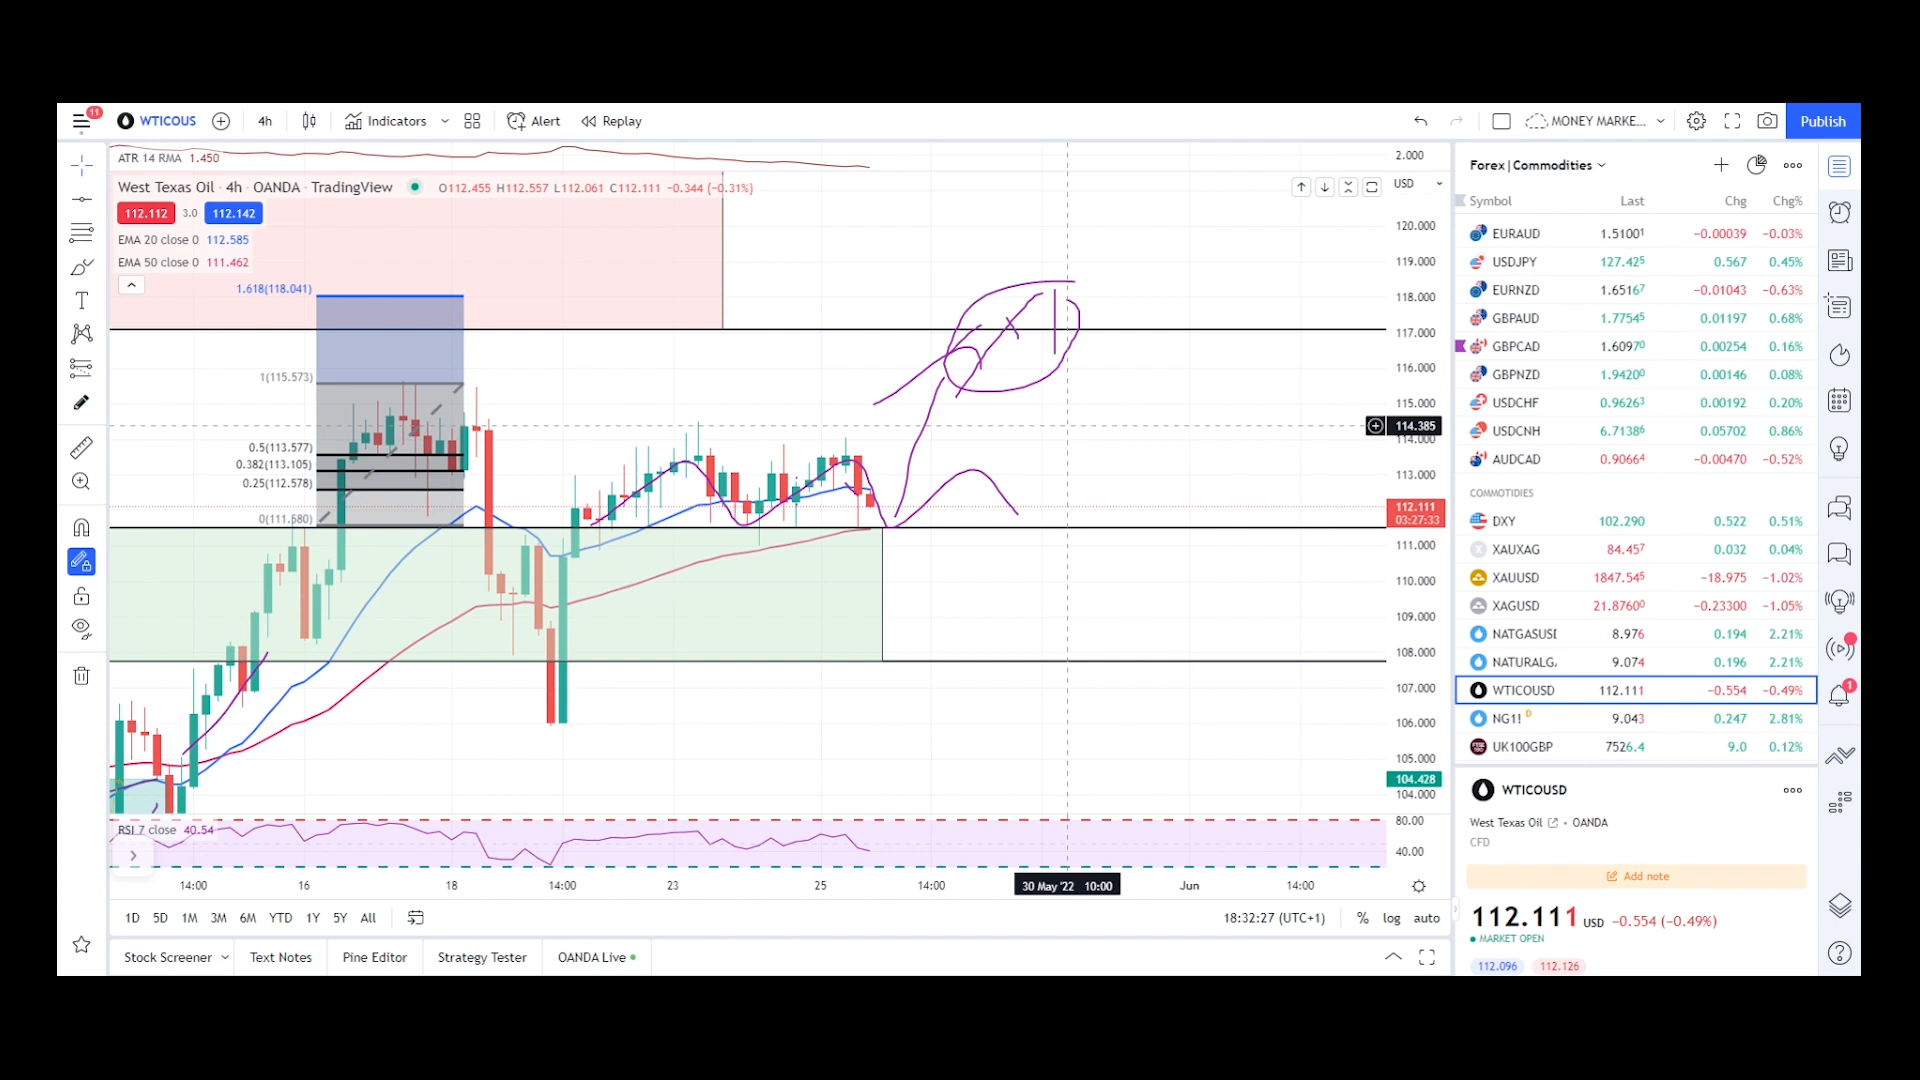 11
WTICOUS 4h Indicators Alert Replay MONEY MARKE... Publish
ATR 14 RMA 1.450
West Texas Oil · 4h · OANDA · TradingView O112.455 H112.557 L112.061 C112.111 −0.344 (−0.31%)
112.112 3.0 112.142
EMA 20 close 0 112.585
EMA 50 close 0 111.462
1.618(118.041)
1(115.573)
0.5(113.577)
0.382(113.105)
0.25(112.578)
0(111.580)
2.000
USD
120.000
119.000
118.000
117.000
116.000
115.000
114.385
114.000
113.000
112.111
03:27:33
111.000
110.000
109.000
108.000
107.000
106.000
105.000
104.428
104.000
RSI 7 close 40.54
80.00
40.00
14:00 16 18 14:00 23 25 14:00 30 May '22 10:00 Jun 14:00
1D 5D 1M 3M 6M YTD 1Y 5Y All 18:32:27 (UTC+1) % log auto
Stock Screener Text Notes Pine Editor Strategy Tester OANDA Live
Forex|Commodities
Symbol Last Chg Chg%
EURAUD 1.51001 −0.00039 −0.03%
USDJPY 127.425 0.567 0.45%
EURNZD 1.65167 −0.01043 −0.63%
GBPAUD 1.77545 0.01197 0.68%
GBPCAD 1.60970 0.00254 0.16%
GBPNZD 1.94200 0.00146 0.08%
USDCHF 0.96263 0.00192 0.20%
USDCNH 6.71386 0.05702 0.86%
AUDCAD 0.90664 −0.00470 −0.52%
COMMOTIDIES
DXY 102.290 0.522 0.51%
XAUXAG 84.457 0.032 0.04%
XAUUSD 1847.545 −18.975 −1.02%
XAGUSD 21.8760 −0.23300 −1.05%
NATGASUSI 8.976 0.194 2.21%
NATURALG. 9.074 0.196 2.21%
WTICOUSD 112.111 −0.554 −0.49%
NG1! D 9.043 0.247 2.81%
UK100GBP 7526.4 9.0 0.12%
WTICOUSD
West Texas Oil • OANDA
CFD
Add note
112.111 USD −0.554 (−0.49%)
MARKET OPEN
112.096 112.126
1